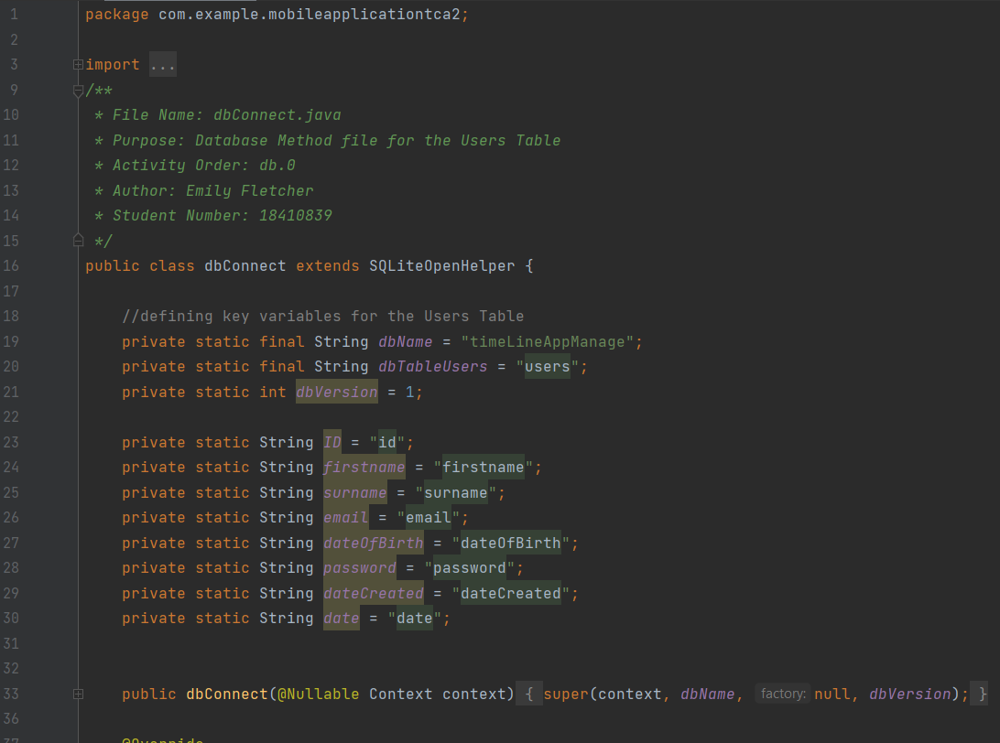 1 package com.example.mobileapplicationtca2;
2
3 import ...
9 /**
10 * File Name: dbConnect.java
11 * Purpose: Database Method file for the Users Table
12 * Activity Order: db.0
13 * Author: Emily Fletcher
14 * Student Number: 18410839
15 */
16 public class dbConnect extends SQLiteOpenHelper {
17
18 //defining key variables for the Users Table
19 private static final String dbName = "timeLineAppManage";
20 private static final String dbTableUsers = "users";
21 private static int dbVersion = 1;
22
23 private static String ID = "id";
24 private static String firstname = "firstname";
25 private static String surname = "surname";
26 private static String email = "email";
27 private static String dateOfBirth = "dateOfBirth";
28 private static String password = "password";
29 private static String dateCreated = "dateCreated";
30 private static String date = "date";
31
32
33 public dbConnect(@Nullable Context context) { super(context, dbName, factory: null, dbVersion); }
36
37 @Override